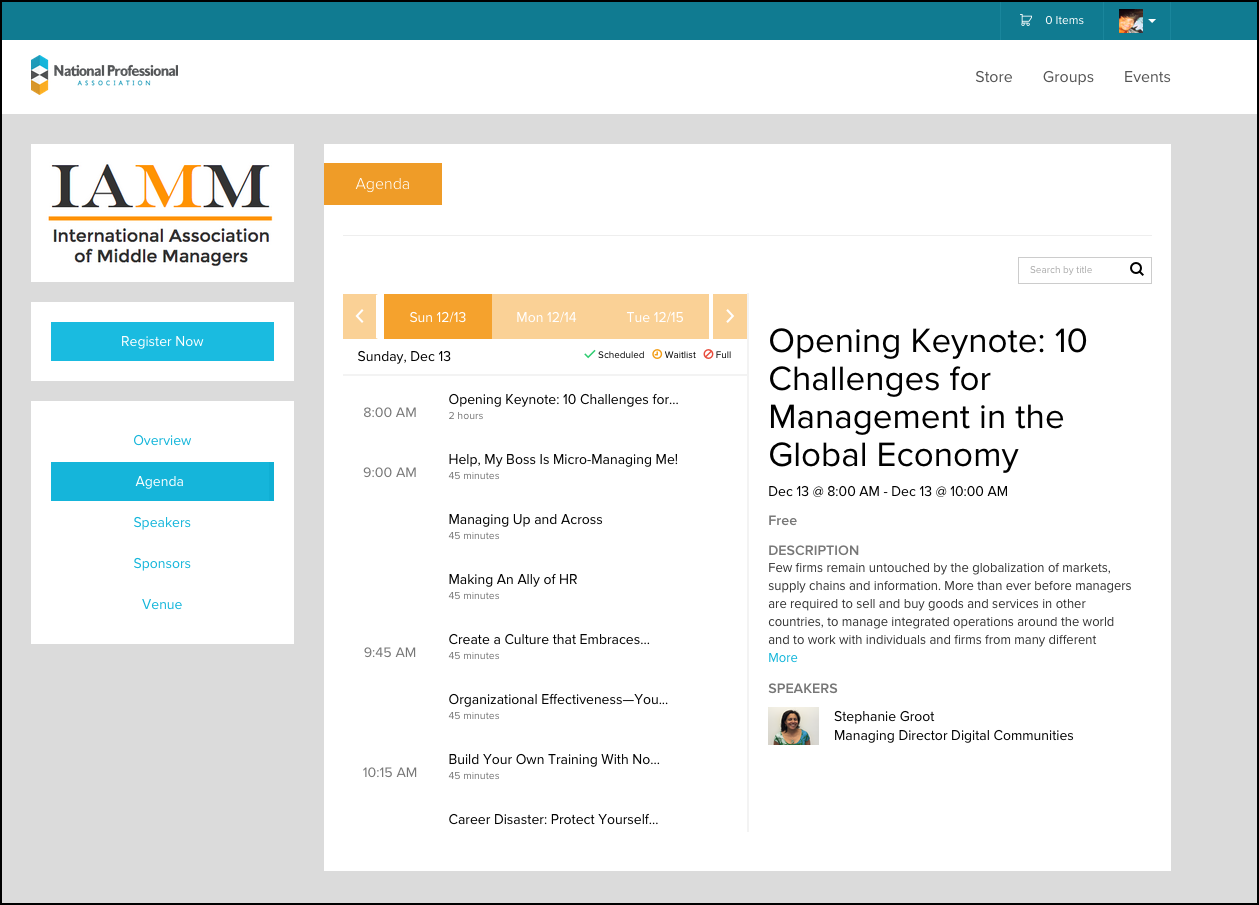 0 Items
National Professional
ASSOCIATION
Store
Groups
Events
IAMM
International Association
of Middle Managers
Register Now
Overview
Agenda
Speakers
Sponsors
Venue
Agenda
Search by title
Sun 12/13
Mon 12/14
Tue 12/15
Sunday, Dec 13
Scheduled
Waitlist
Full
8:00 AM
Opening Keynote: 10 Challenges for...
2 hours
9:00 AM
Help, My Boss Is Micro-Managing Me!
45 minutes
Managing Up and Across
45 minutes
Making An Ally of HR
45 minutes
9:45 AM
Create a Culture that Embraces...
45 minutes
Organizational Effectiveness—You...
45 minutes
10:15 AM
Build Your Own Training With No...
45 minutes
Career Disaster: Protect Yourself...
Opening Keynote: 10
Challenges for
Management in the
Global Economy
Dec 13 @ 8:00 AM - Dec 13 @ 10:00 AM
Free
DESCRIPTION
Few firms remain untouched by the globalization of markets,
supply chains and information. More than ever before managers
are required to sell and buy goods and services in other
countries, to manage integrated operations around the world
and to work with individuals and firms from many different
More
SPEAKERS
Stephanie Groot
Managing Director Digital Communities